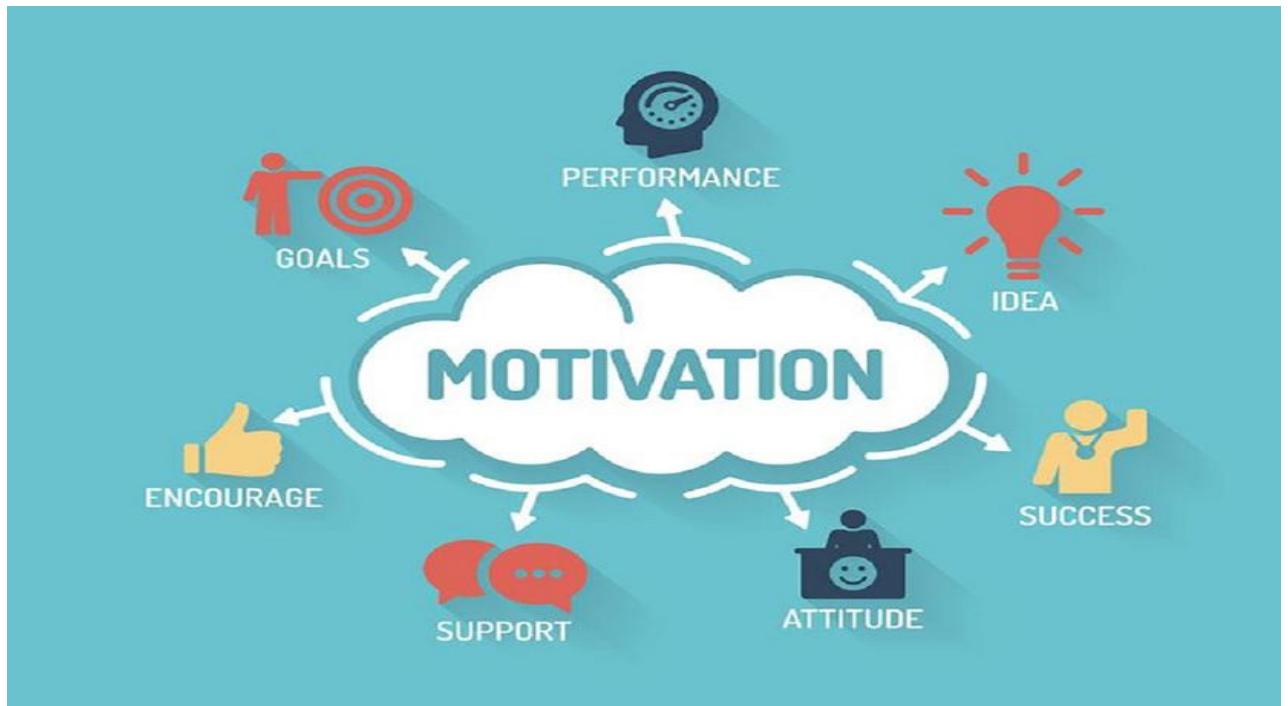 PERFORMANCE
GOALS
IDEA
MOTIVATION
ENCOURAGE
SUCCESS
SUPPORT
ATTITUDE